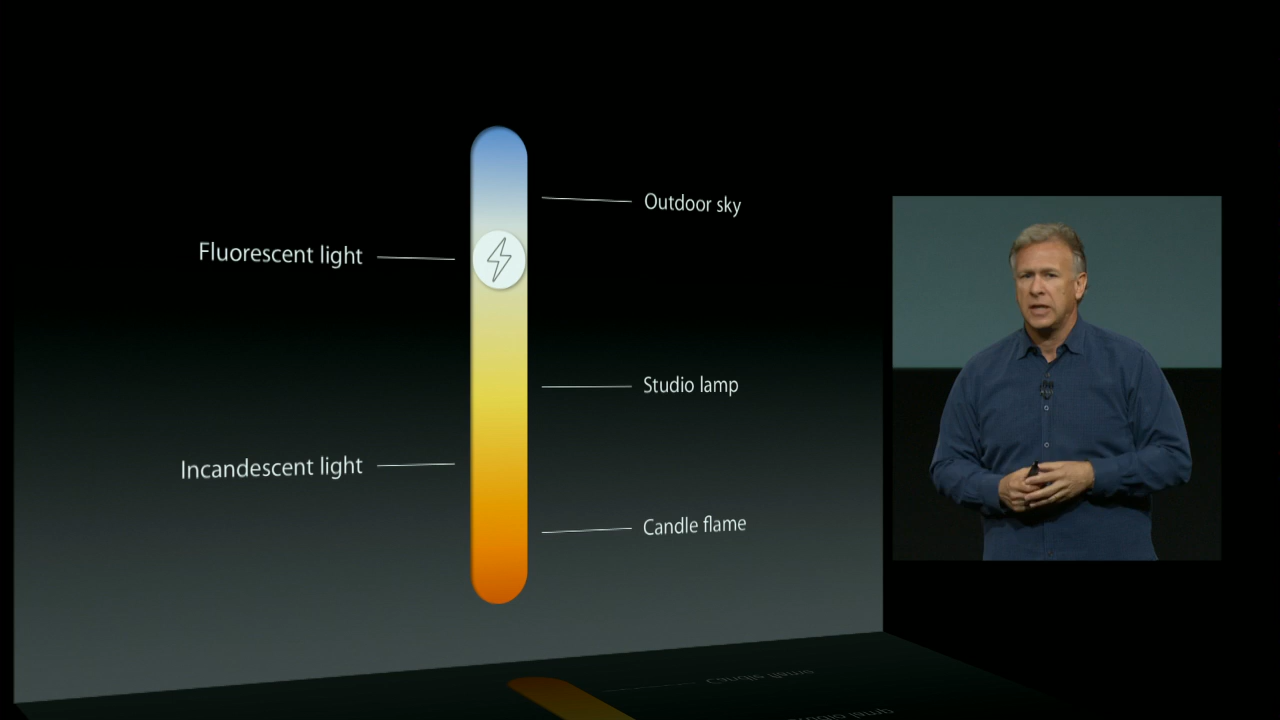 Outdoor sky
Fluorescent light
Studio lamp
Incandescent light
Candle flame